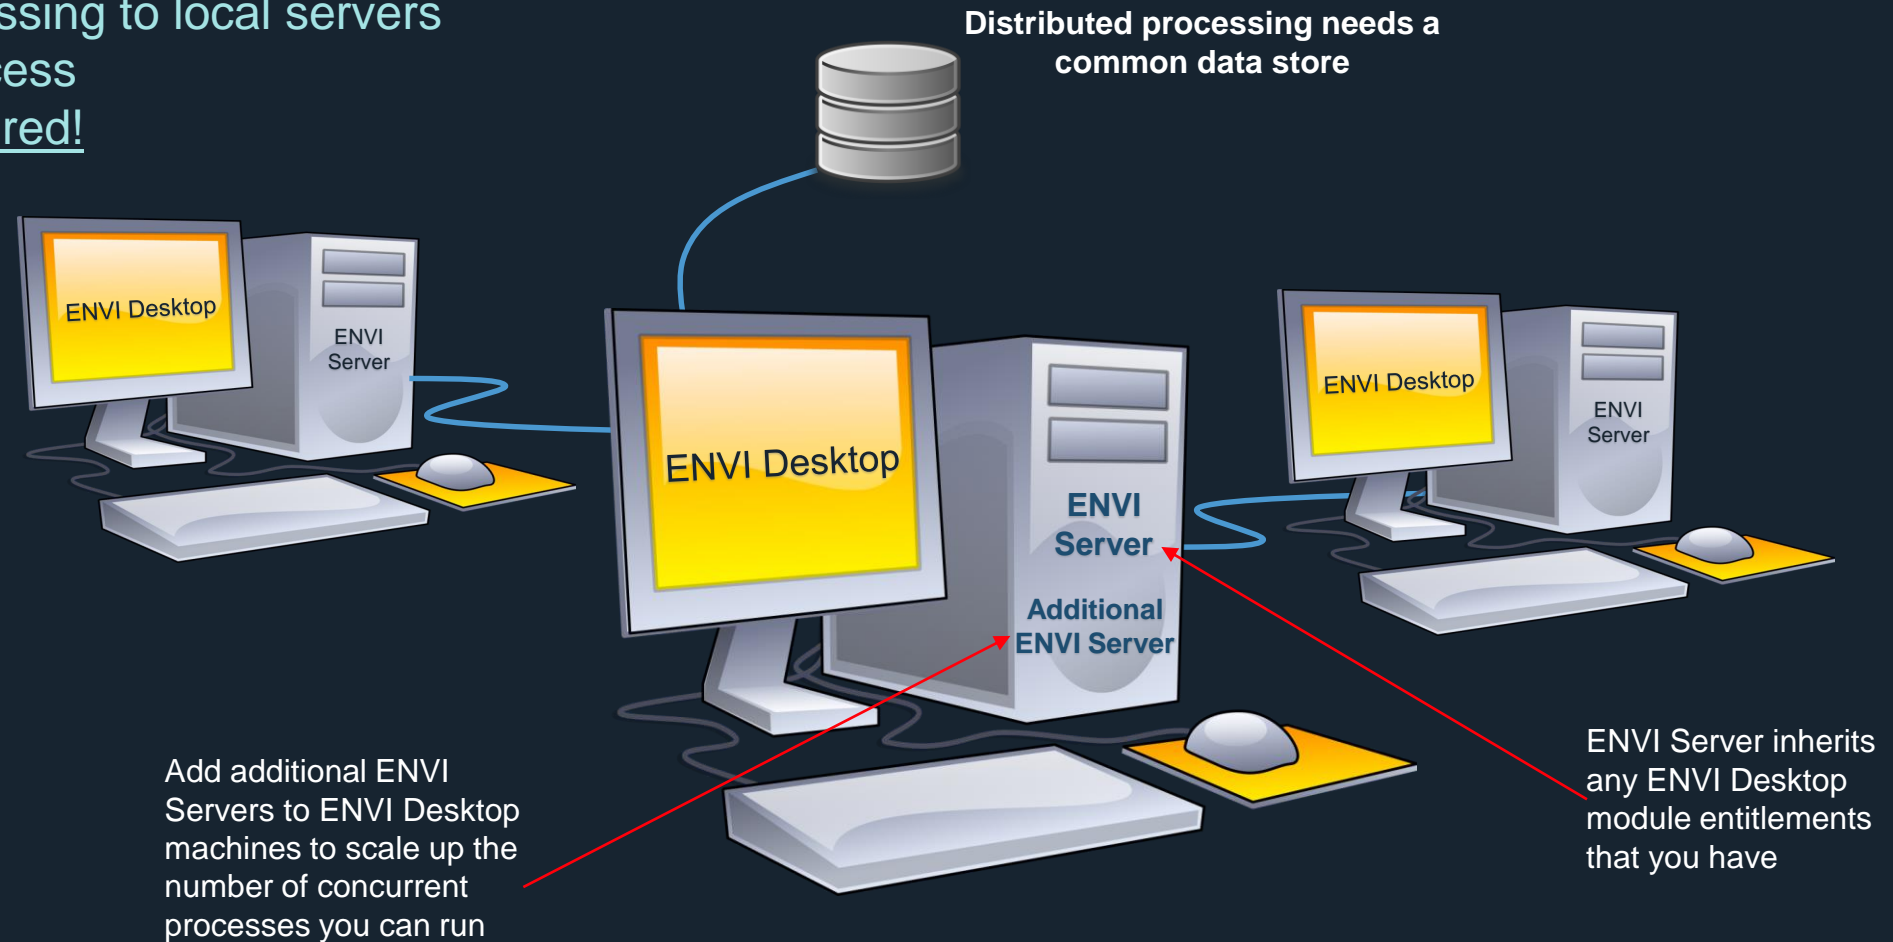 ssing to local servers
cess
red!
Distributed processing needs a
common data store
ENVI Desktop
ENVI
Server
ENVI Desktop
ENVI
Server
Additional
ENVI Server
ENVI Desktop
ENVI
Server
Add additional ENVI
Servers to ENVI Desktop
machines to scale up the
number of concurrent
processes you can run
ENVI Server inherits
any ENVI Desktop
module entitlements
that you have